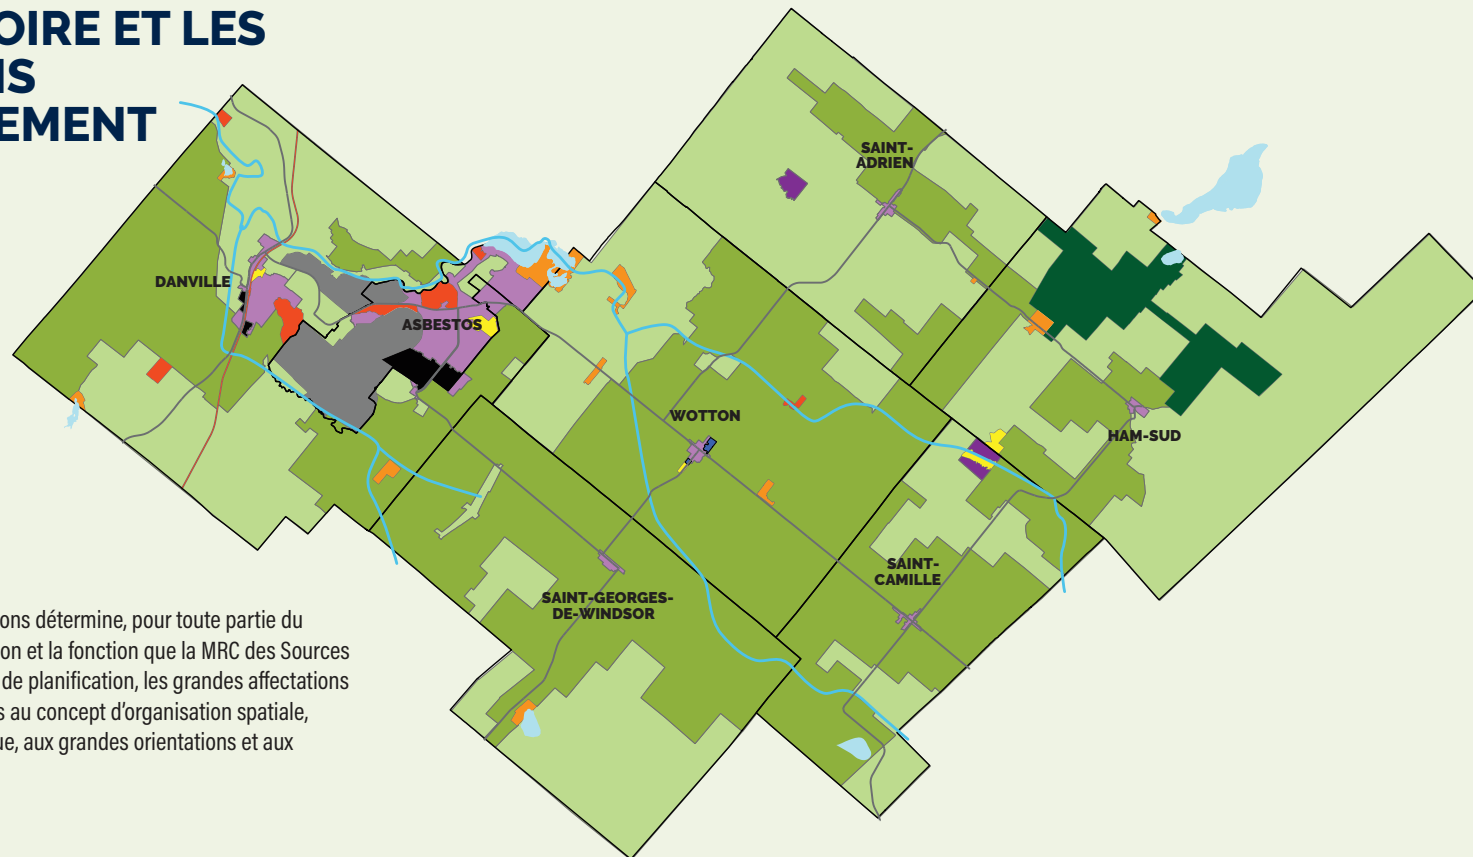 OIRE ET LES
IS
EMENT
SAINT-
ADRIEN
DANVILLE
ASBESTOS
WOTTON
HAM-SUD
SAINT-
CAMILLE
SAINT-GEORGES-
DE-WINDSOR
ons détermine, pour toute partie du
on et la fonction que la MRC des Sources
de planification, les grandes affectations
s au concept d’organisation spatiale,
ue, aux grandes orientations et aux